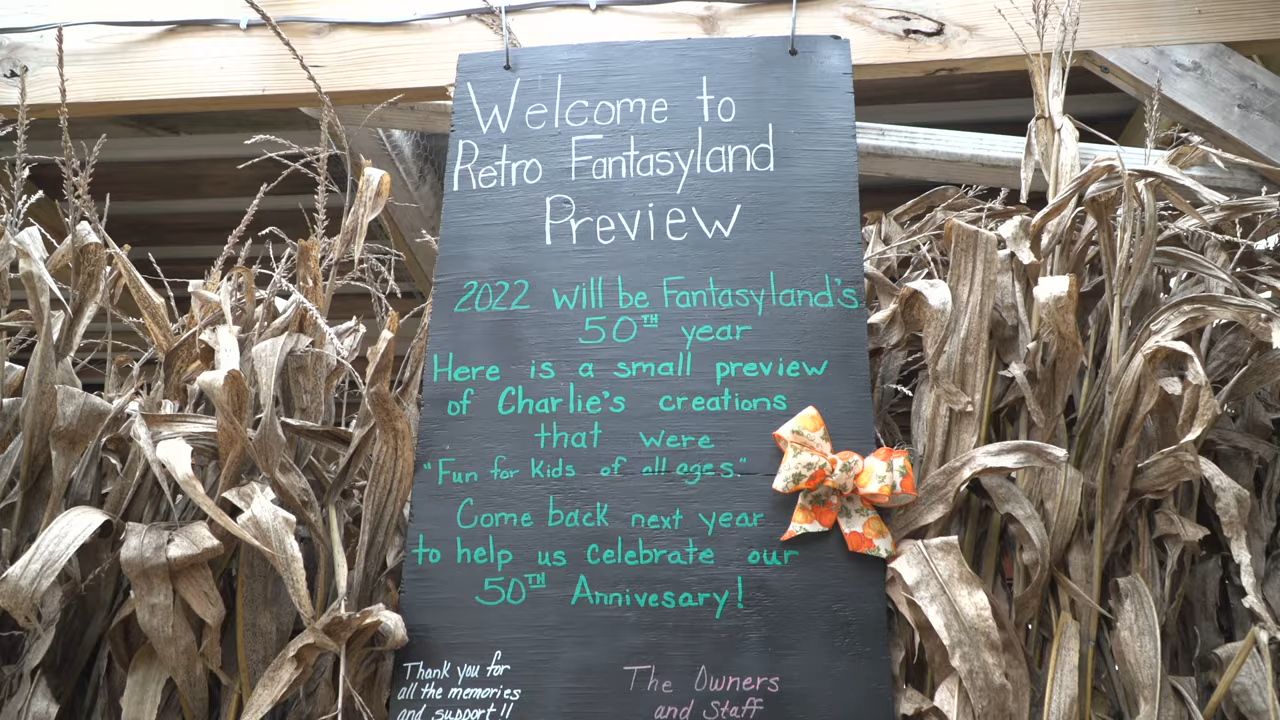 Welcome to
Retro Fantasyland
Preview
2022 will be Fantasyland's
50TH year
Here is a small preview
of Charlie's creations
that were
"Fun for Kids of all ages."
Come back next year
to help us celebrate our
50TH Annivesary!
Thank you for
all the memories
and support!!
The Owners
and Staff